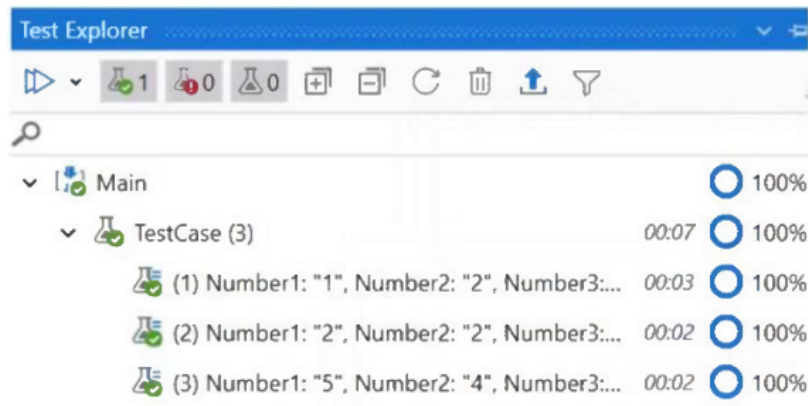 Test Explorer
1 0 0
Main 100%
TestCase (3) 00:07 100%
(1) Number1: "1", Number2: "2", Number3:... 00:03 100%
(2) Number1: "2", Number2: "2", Number3:... 00:02 100%
(3) Number1: "5", Number2: "4", Number3:... 00:02 100%